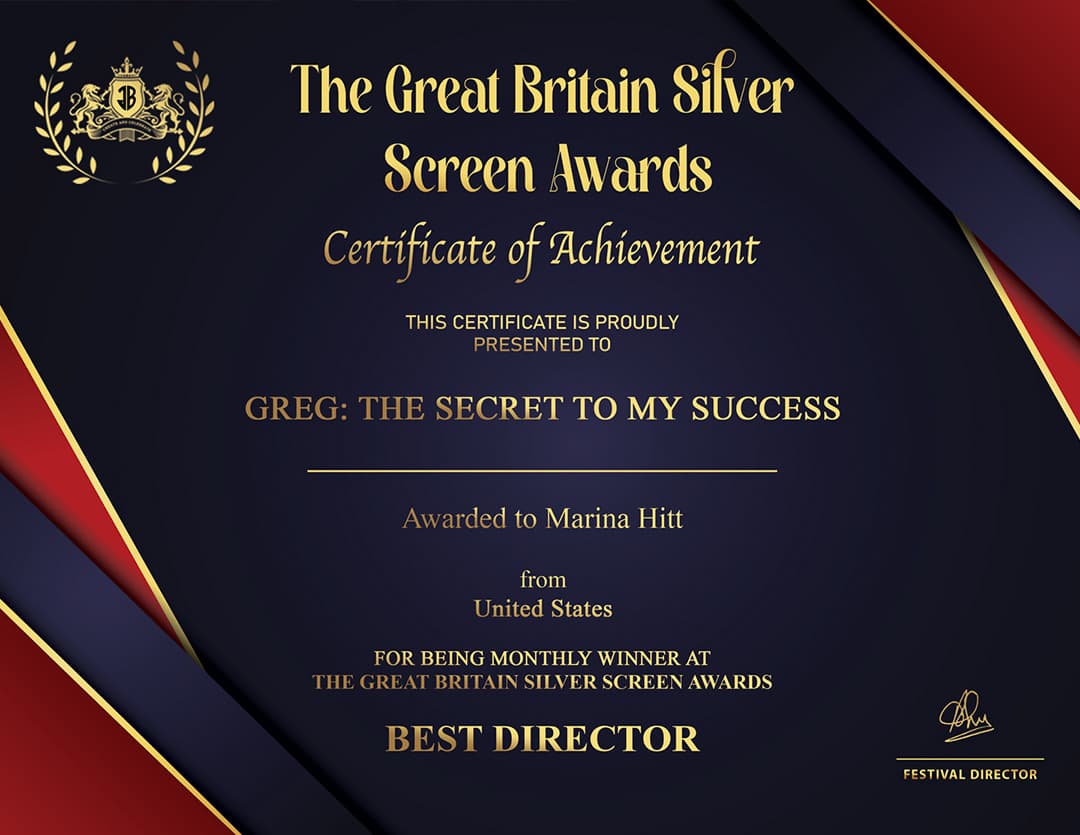 The Great Britain Silver
Screen Awards
Certificate of Achievement
THIS CERTIFICATE IS PROUDLY
PRESENTED TO
GREG: THE SECRET TO MY SUCCESS
Awarded to Marina Hitt
from
United States
FOR BEING MONTHLY WINNER AT
THE GREAT BRITAIN SILVER SCREEN AWARDS
BEST DIRECTOR
FESTIVAL DIRECTOR